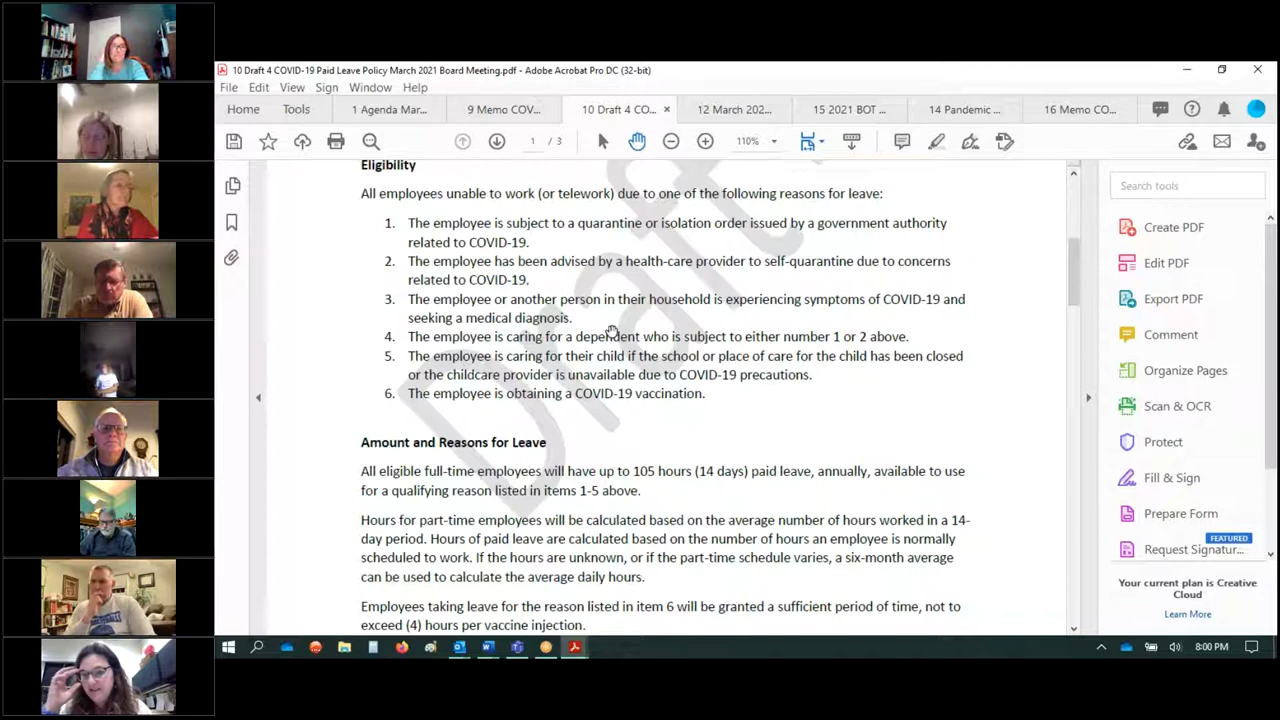 10 Draft 4 COVID-19 Paid Leave Policy March 2021 Board Meeting.pdf - Adobe Acrobat Pro DC (32-bit)
File Edit View Sign Window Help
Home Tools 1 Agenda Mar... 9 Memo COV... 10 Draft 4 CO... × 12 March 202... 15 2021 BOT ... 14 Pandemic ... 16 Memo CO...
1 / 3 110%
Eligibility
All employees unable to work (or telework) due to one of the following reasons for leave:
1. The employee is subject to a quarantine or isolation order issued by a government authority
related to COVID-19.
2. The employee has been advised by a health-care provider to self-quarantine due to concerns
related to COVID-19.
3. The employee or another person in their household is experiencing symptoms of COVID-19 and
seeking a medical diagnosis.
4. The employee is caring for a dependent who is subject to either number 1 or 2 above.
5. The employee is caring for their child if the school or place of care for the child has been closed
or the childcare provider is unavailable due to COVID-19 precautions.
6. The employee is obtaining a COVID-19 vaccination.
Amount and Reasons for Leave
All eligible full-time employees will have up to 105 hours (14 days) paid leave, annually, available to use
for a qualifying reason listed in items 1-5 above.
Hours for part-time employees will be calculated based on the average number of hours worked in a 14-
day period. Hours of paid leave are calculated based on the number of hours an employee is normally
scheduled to work. If the hours are unknown, or if the part-time schedule varies, a six-month average
can be used to calculate the average daily hours.
Employees taking leave for the reason listed in item 6 will be granted a sufficient period of time, not to
exceed (4) hours per vaccine injection.
Draft
Search tools
Create PDF
Edit PDF
Export PDF
Comment
Organize Pages
Scan & OCR
Protect
Fill & Sign
Prepare Form
FEATURED
Request Signatur...
Your current plan is Creative
Cloud
Learn More
8:00 PM